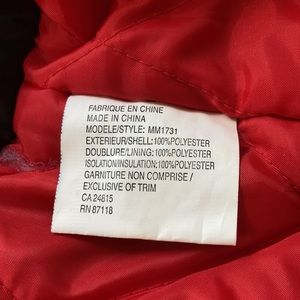 FABRIQUE EN CHINE
MADE IN CHINA
MODELE/STYLE: MM1731
EXTERIEUR/SHELL:100%POLYESTER
DOUBLURE/LINING:100%POLYESTER
ISOLATION/INSULATION:100%POLYESTER
GARNITURE NON COMPRISE /
EXCLUSIVE OF TRIM
CA 24615
RN 87118